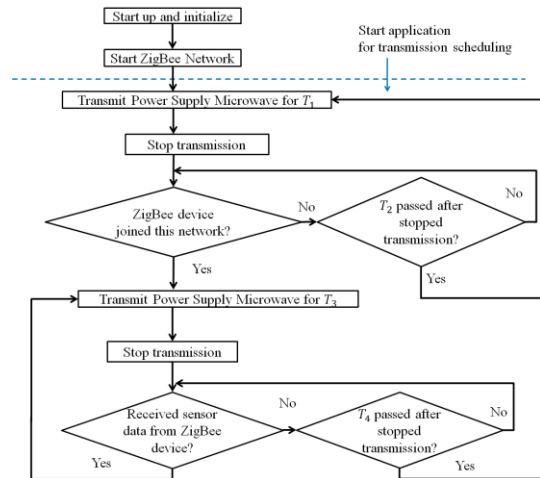 Start up and initialize
Start ZigBee Network
Start application
for transmission scheduling
Transmit Power Supply Microwave for T₁
Stop transmission
ZigBee device
joined this network?
No
T₂ passed after
stopped
transmission?
No
Yes
Yes
Transmit Power Supply Microwave for T₃
Stop transmission
Received sensor
data from ZigBee
device?
No
T₄ passed after
stopped
transmission?
No
Yes
Yes